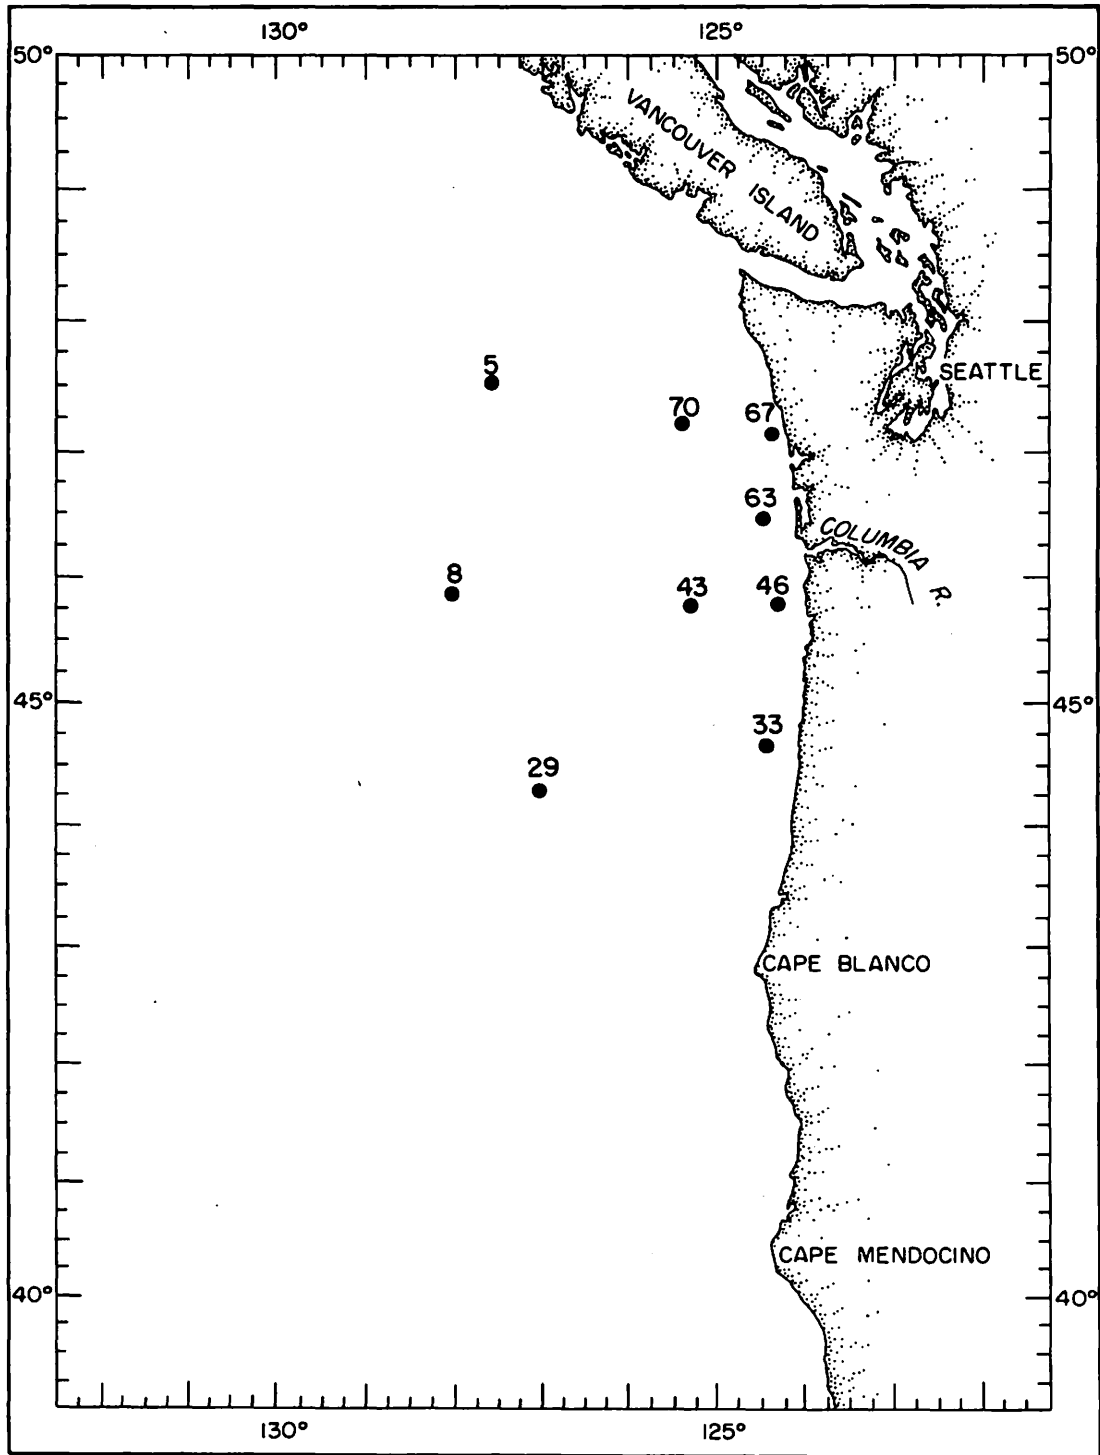 130° 125°
50° 50°
VANCOUVER ISLAND
5
SEATTLE
70 67
63
COLUMBIA R.
8 43 46
45° 45°
33
29
CAPE BLANCO
CAPE MENDOCINO
40° 40°
130° 125°